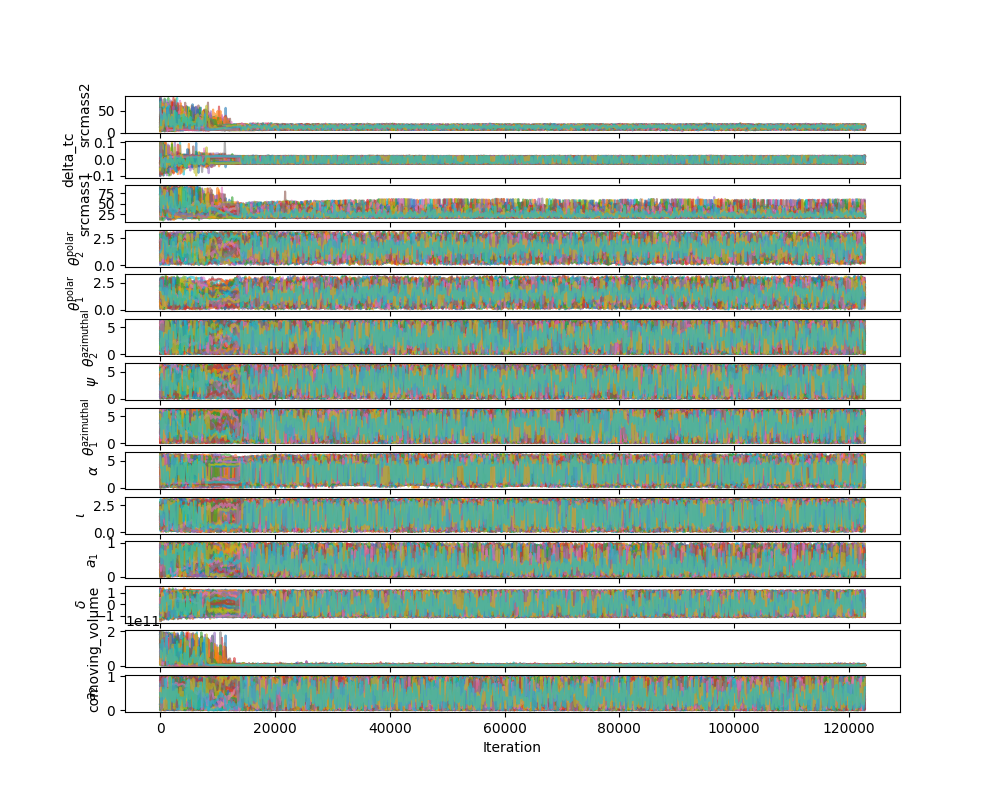 srcmass2
50
0
delta_tc
0.1
0.0
−0.1
srcmass1
75
50
25
θ₂^polar
2.5
0.0
θ₁^polar
2.5
0.0
θ₂^azimuthal
5
0
ψ
5
0
θ₁^azimuthal
5
0
α
5
0
ι
2.5
0.0
a₁
1
0
δ
1
0
−1
comoving_volume
1e11
2
0
1
0
0
20000
40000
60000
80000
100000
120000
Iteration